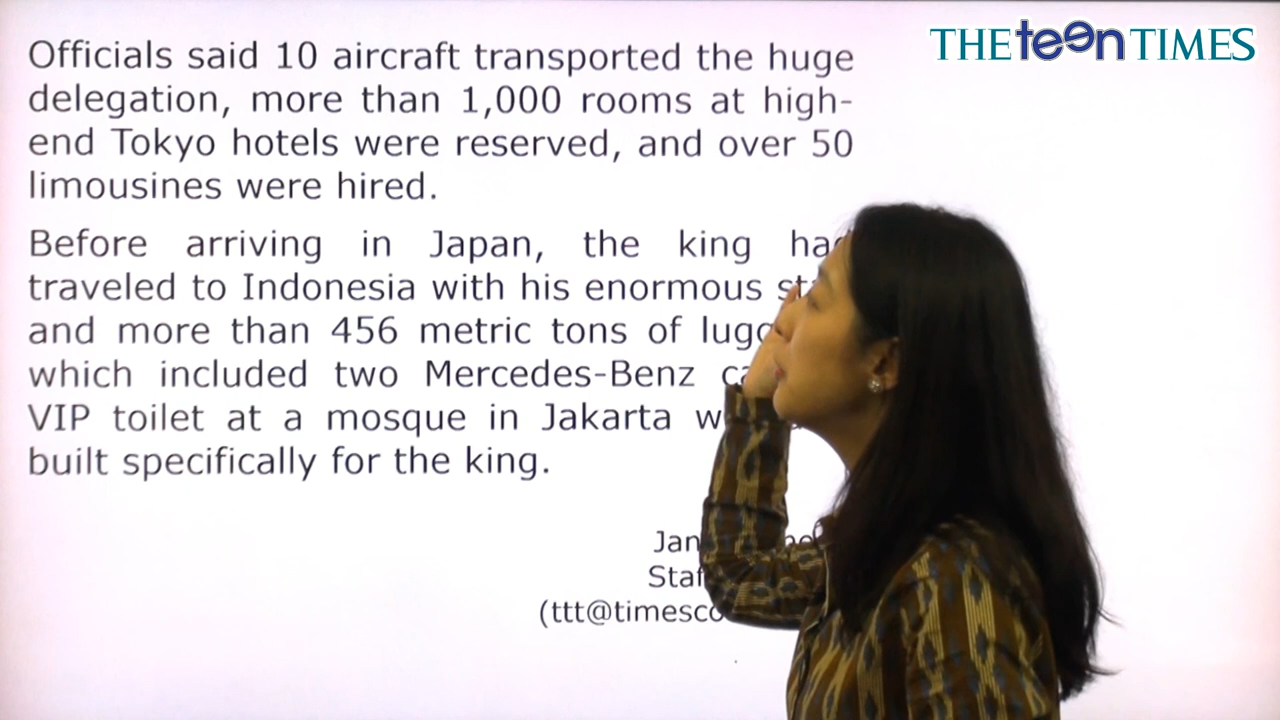 THE teen TIMES
Officials said 10 aircraft transported the huge
delegation, more than 1,000 rooms at high-
end Tokyo hotels were reserved, and over 50
limousines were hired.
Before arriving in Japan, the king had
traveled to Indonesia with his enormous
and more than 456 metric tons of
which included two Mercedes-Benz
VIP toilet at a mosque in Jakarta
built specifically for the king.